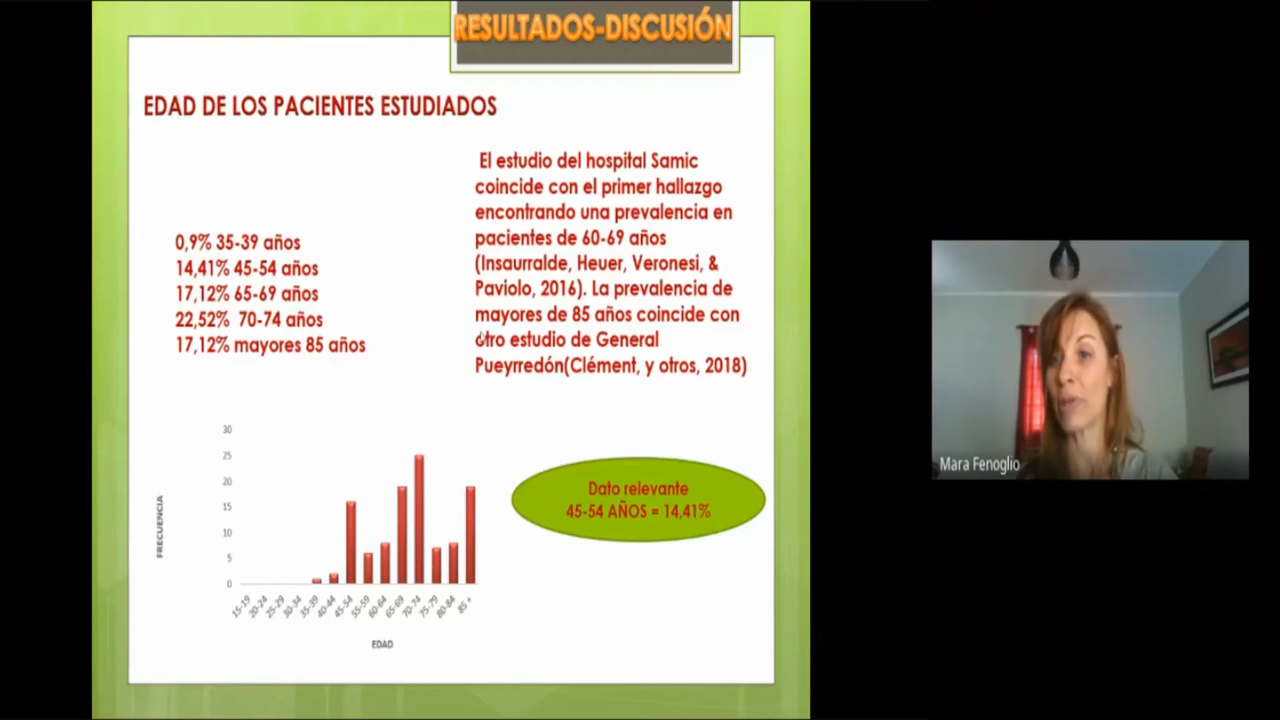 RESULTADOS-DISCUSIÓN
EDAD DE LOS PACIENTES ESTUDIADOS
0,9% 35-39 años
14,41% 45-54 años
17,12% 65-69 años
22,52% 70-74 años
17,12% mayores 85 años
El estudio del hospital Samic
coincide con el primer hallazgo
encontrando una prevalencia en
pacientes de 60-69 años
(Insaurralde, Heuer, Veronesi, &
Paviolo, 2016). La prevalencia de
mayores de 85 años coincide con
otro estudio de General
Pueyrredón(Clément, y otros, 2018)
30
25
20
15
10
5
0
FRECUENCIA
15-19
20-24
25-29
30-34
35-39
40-44
45-54
55-59
60-64
65-69
70-74
75-79
80-84
85 +
EDAD
Dato relevante
45-54 AÑOS = 14,41%
Mara Fenoglio